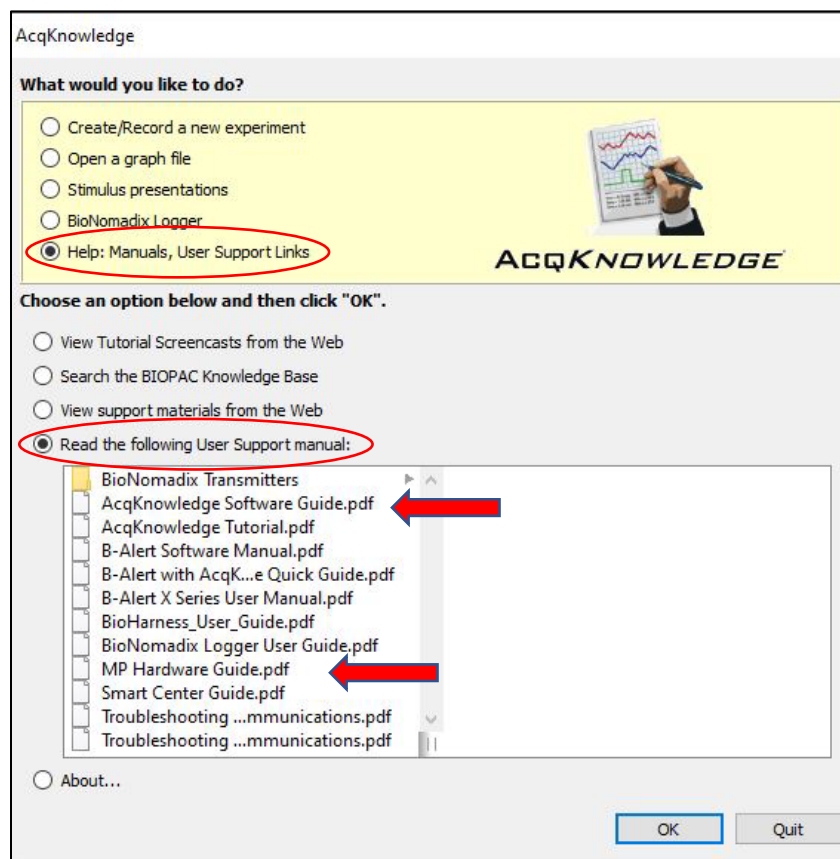 AcqKnowledge
What would you like to do?
Create/Record a new experiment
Open a graph file
Stimulus presentations
BioNomadix Logger
Help: Manuals, User Support Links
ACQKNOWLEDGE
Choose an option below and then click "OK".
View Tutorial Screencasts from the Web
Search the BIOPAC Knowledge Base
View support materials from the Web
Read the following User Support manual:
BioNomadix Transmitters
AcqKnowledge Software Guide.pdf
AcqKnowledge Tutorial.pdf
B-Alert Software Manual.pdf
B-Alert with AcqK...e Quick Guide.pdf
B-Alert X Series User Manual.pdf
BioHarness_User_Guide.pdf
BioNomadix Logger User Guide.pdf
MP Hardware Guide.pdf
Smart Center Guide.pdf
Troubleshooting ...mmunications.pdf
Troubleshooting ...mmunications.pdf
About...
OK Quit